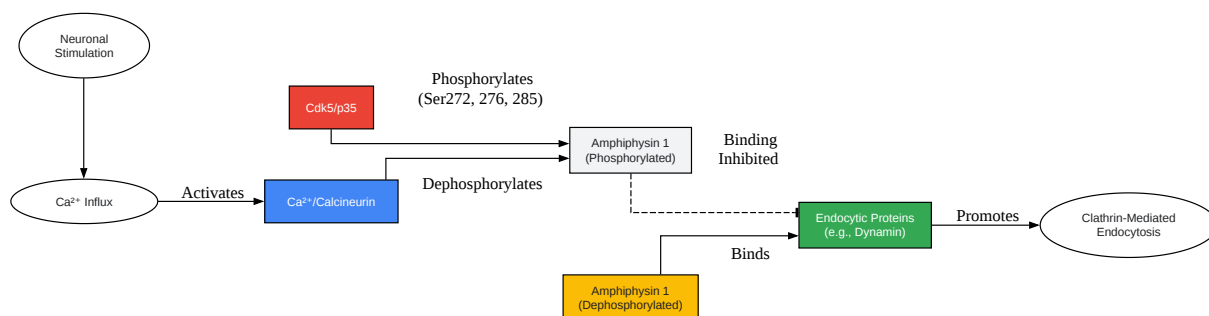 Neuronal
Stimulation
Phosphorylates
(Ser272, 276, 285)
Cdk5/p35
Amphiphysin 1
(Phosphorylated)
Binding
Inhibited
Ca²⁺ Influx
Activates
Ca²⁺/Calcineurin
Dephosphorylates
Endocytic Proteins
(e.g., Dynamin)
Promotes
Clathrin-Mediated
Endocytosis
Binds
Amphiphysin 1
(Dephosphorylated)